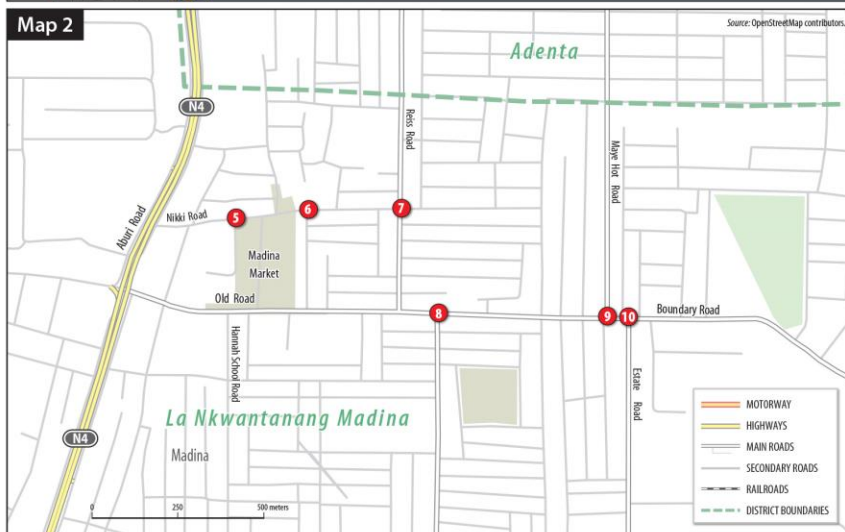 Map 2
Source: OpenStreetMap contributors.
Adenta
N4
Reiss Road
Maye Hot Road
Aburi Road
Nikki Road
5
6
7
Madina
Market
Old Road
8
9
10
Boundary Road
Hannah School Road
Estate Road
La Nkwantanang Madina
N4
Madina
0
250
500 meters
MOTORWAY
HIGHWAYS
MAIN ROADS
SECONDARY ROADS
RAILROADS
DISTRICT BOUNDARIES